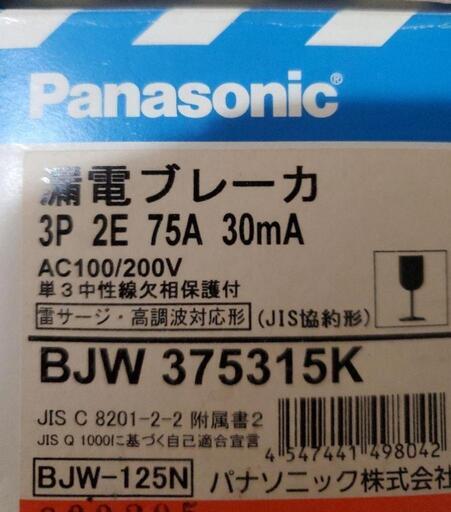 Panasonic®
漏電ブレーカ
3P 2E 75A 30mA
AC100/200V
単3中性線欠相保護付
雷サージ・高調波対応形 (JIS協約形)
BJW 375315K
JIS C 8201-2-2 附属書2
JIS Q 1000に基づく自己適合宣言
4 547441 498042
BJW-125N パナソニック株式会